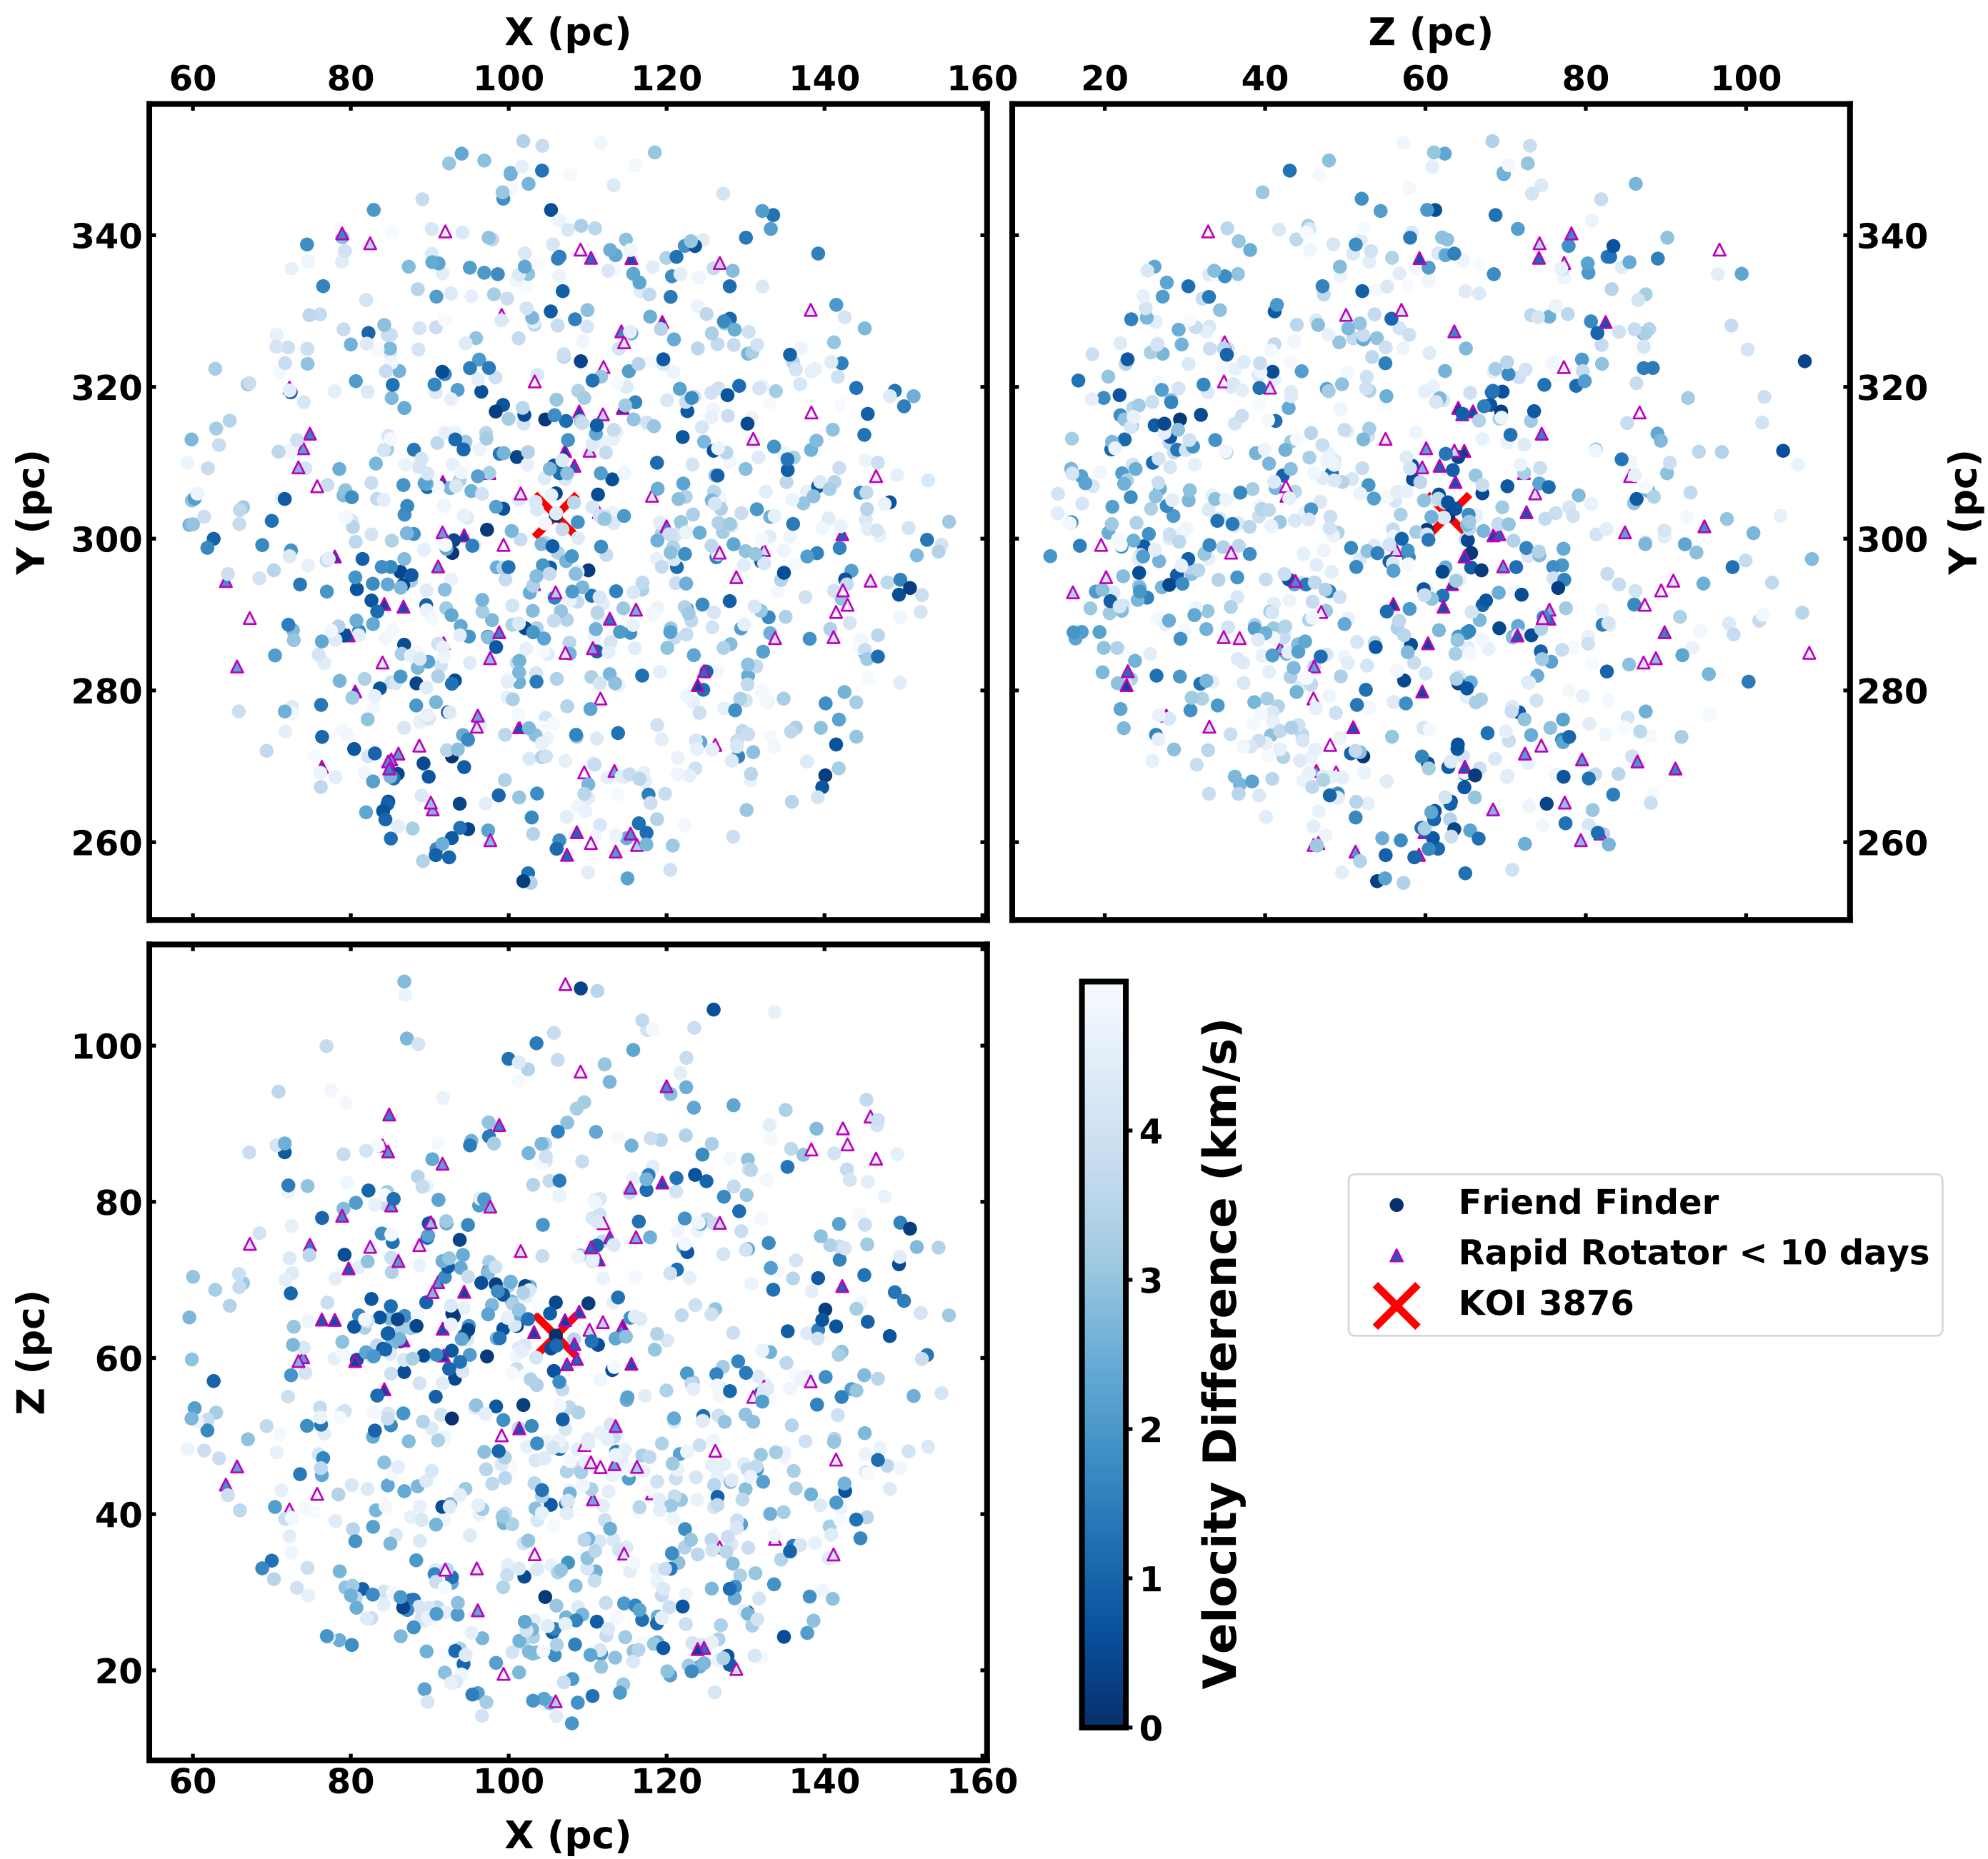 X (pc)
Z (pc)
60 80 100 120 140 160
20 40 60 80 100
Y (pc)
340
320
300
280
260
340
320
300
280
260
Y (pc)
Z (pc)
100
80
60
40
20
60 80 100 120 140 160
X (pc)
4
3
2
1
0
Velocity Difference (km/s)
Friend Finder
Rapid Rotator < 10 days
KOI 3876